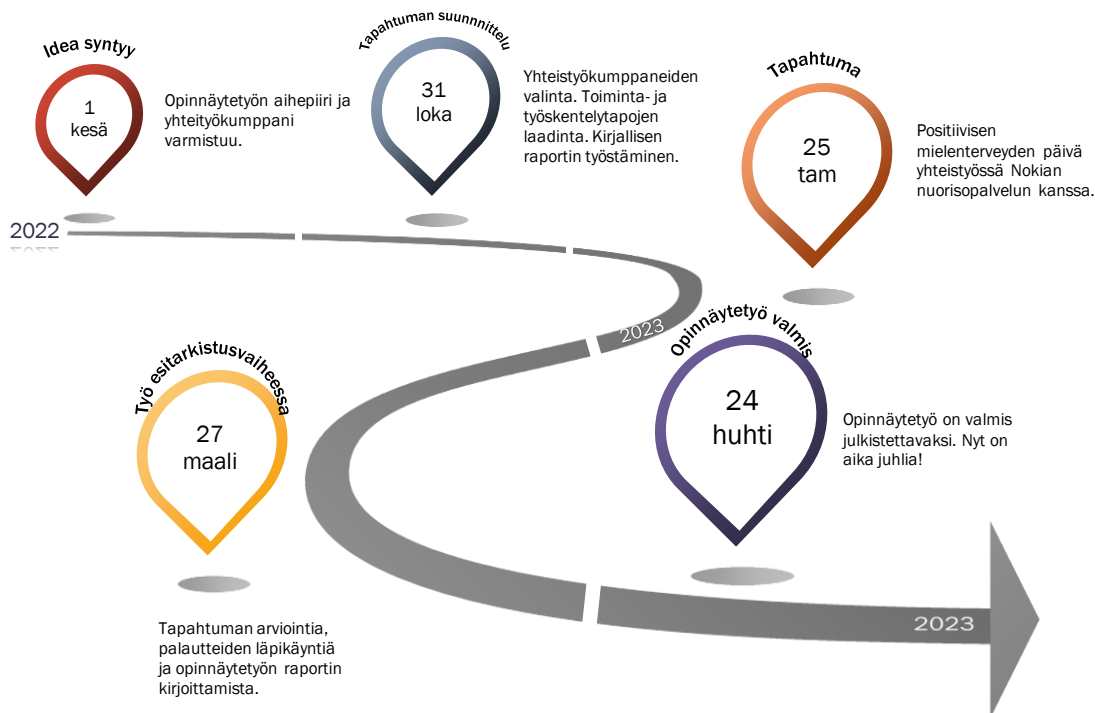 Idea syntyy
1
kesä
Opinnäytetyön aihepiiri ja
yhteityökumppani
varmistuu.
Tapahtuman suunnnittelu
31
loka
Yhteistyökumppaneiden
valinta. Toiminta- ja
työskentelytapojen
laadinta. Kirjallisen
raportin työstäminen.
Tapahtuma
25
tam
Positiivisen
mielenterveyden päivä
yhteistyössä Nokian
nuorisopalvelun kanssa.
2022
2023
Työ esitarkistusvaiheessa
27
maali
Tapahtuman arviointia,
palautteiden läpikäyntiä
ja opinnäytetyön raportin
kirjoittamista.
Opinnäytetyö valmis
24
huhti
Opinnäytetyö on valmis
julkistettavaksi. Nyt on
aika juhlia!
2023